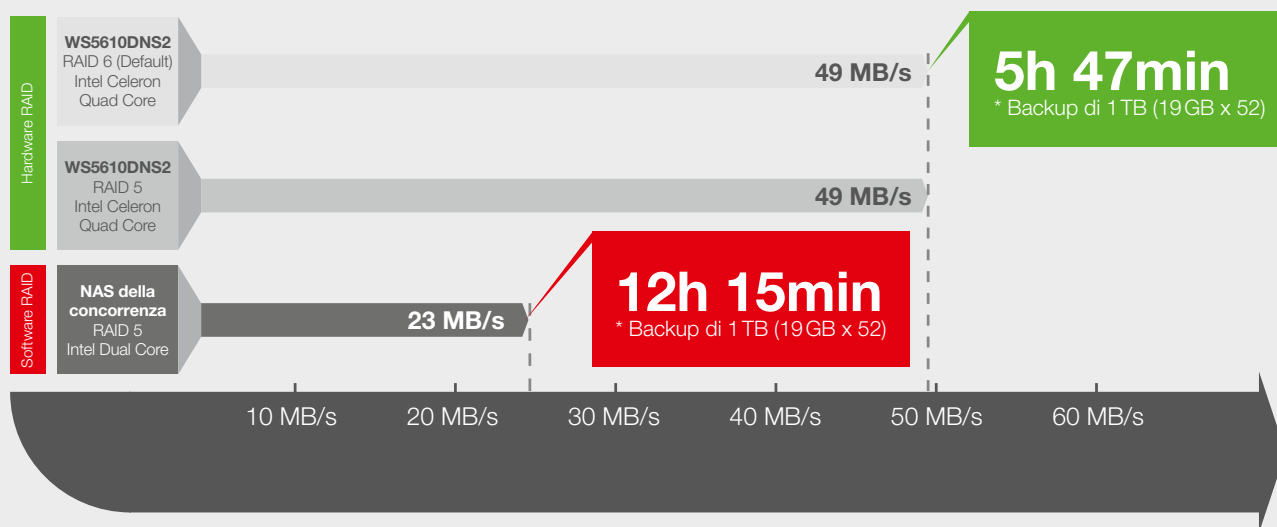 Hardware RAID
WS5610DNS2
RAID 6 (Default)
Intel Celeron
Quad Core
49 MB/s
5h 47min
* Backup di 1 TB (19 GB x 52)
WS5610DNS2
RAID 5
Intel Celeron
Quad Core
49 MB/s
Software RAID
NAS della
concorrenza
RAID 5
Intel Dual Core
23 MB/s
12h 15min
* Backup di 1 TB (19 GB x 52)
10 MB/s 20 MB/s 30 MB/s 40 MB/s 50 MB/s 60 MB/s